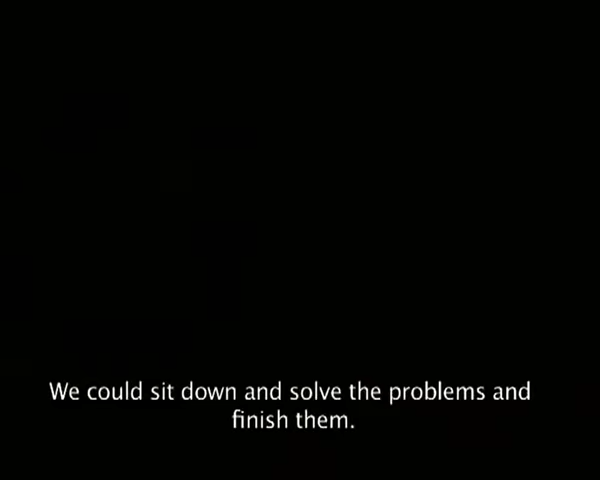 We could sit down and solve the problems and
finish them.